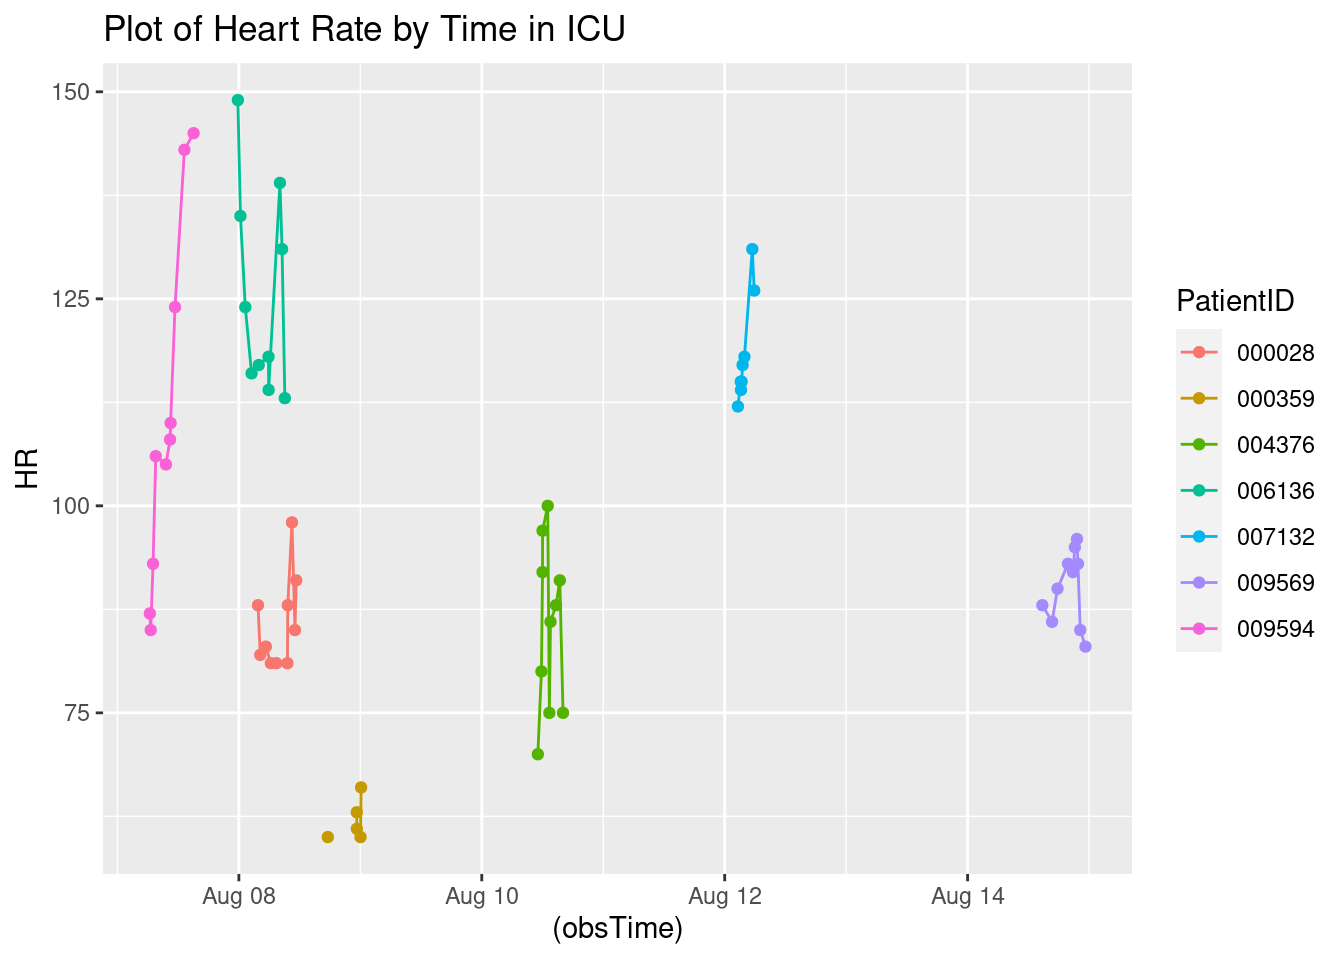 Plot of Heart Rate by Time in ICU
150
125
100
75
HR
Aug 08
Aug 10
Aug 12
Aug 14
(obsTime)
PatientID
000028
000359
004376
006136
007132
009569
009594